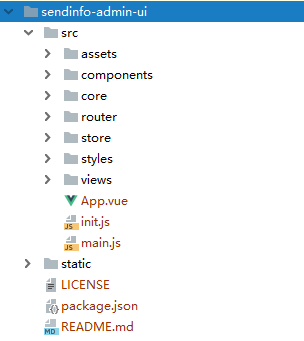 sendinfo-admin-ui
src
assets
components
core
router
store
styles
views
App.vue
init.js
main.js
static
LICENSE
package.json
README.md